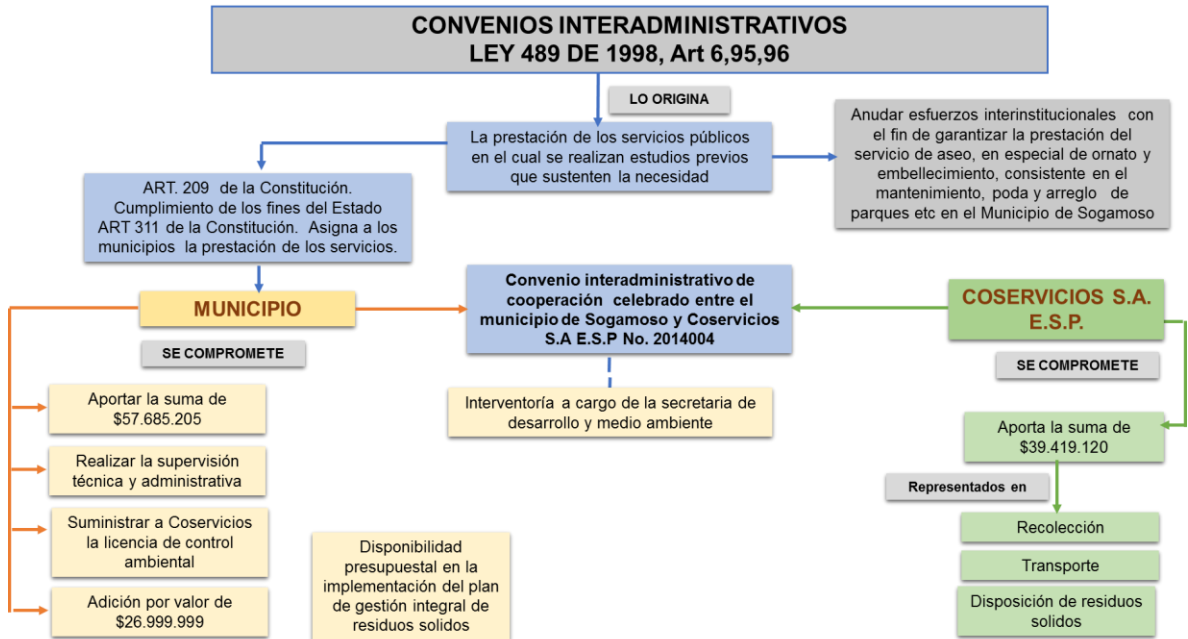 CONVENIOS INTERADMINISTRATIVOS
LEY 489 DE 1998, Art 6,95,96
LO ORIGINA
La prestación de los servicios públicos
en el cual se realizan estudios previos
que sustenten la necesidad
Anudar esfuerzos interinstitucionales con
el fin de garantizar la prestación del
servicio de aseo, en especial de ornato y
embellecimiento, consistente en el
mantenimiento, poda y arreglo de
parques etc en el Municipio de Sogamoso
ART. 209 de la Constitución.
Cumplimiento de los fines del Estado
ART 311 de la Constitución. Asigna a los
municipios la prestación de los servicios.
MUNICIPIO
Convenio interadministrativo de
cooperación celebrado entre el
municipio de Sogamoso y Coservicios
S.A E.S.P No. 2014004
COSERVICIOS S.A.
E.S.P.
SE COMPROMETE
SE COMPROMETE
Aportar la suma de
$57.685.205
Interventoría a cargo de la secretaria de
desarrollo y medio ambiente
Aporta la suma de
$39.419.120
Realizar la supervisión
técnica y administrativa
Representados en
Suministrar a Coservicios
la licencia de control
ambiental
Recolección
Disponibilidad
presupuestal en la
implementación del plan
de gestión integral de
residuos solidos
Transporte
Adición por valor de
$26.999.999
Disposición de residuos
solidos